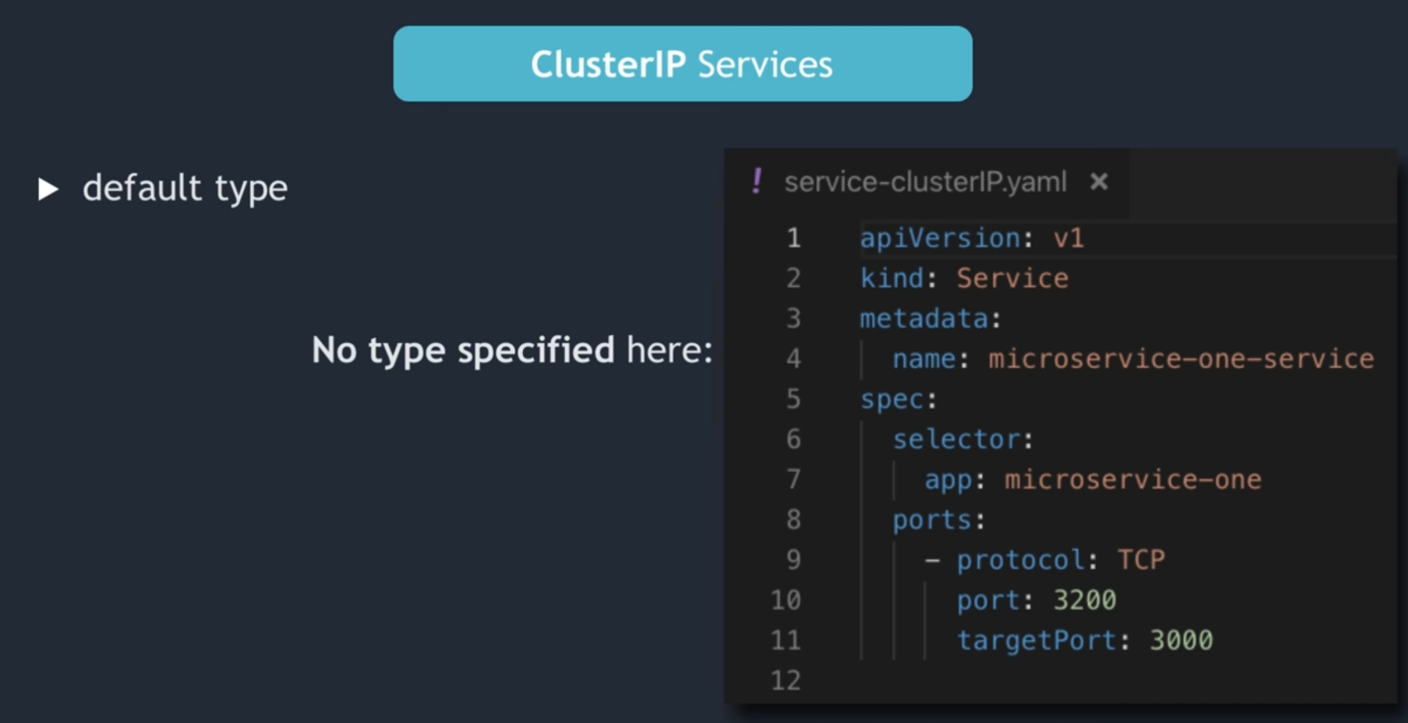 ClusterIP Services
▶ default type
No type specified here:
! service-clusterIP.yaml ×
1 apiVersion: v1
2 kind: Service
3 metadata:
4   name: microservice-one-service
5 spec:
6   selector:
7     app: microservice-one
8   ports:
9     - protocol: TCP
10       port: 3200
11       targetPort: 3000
12